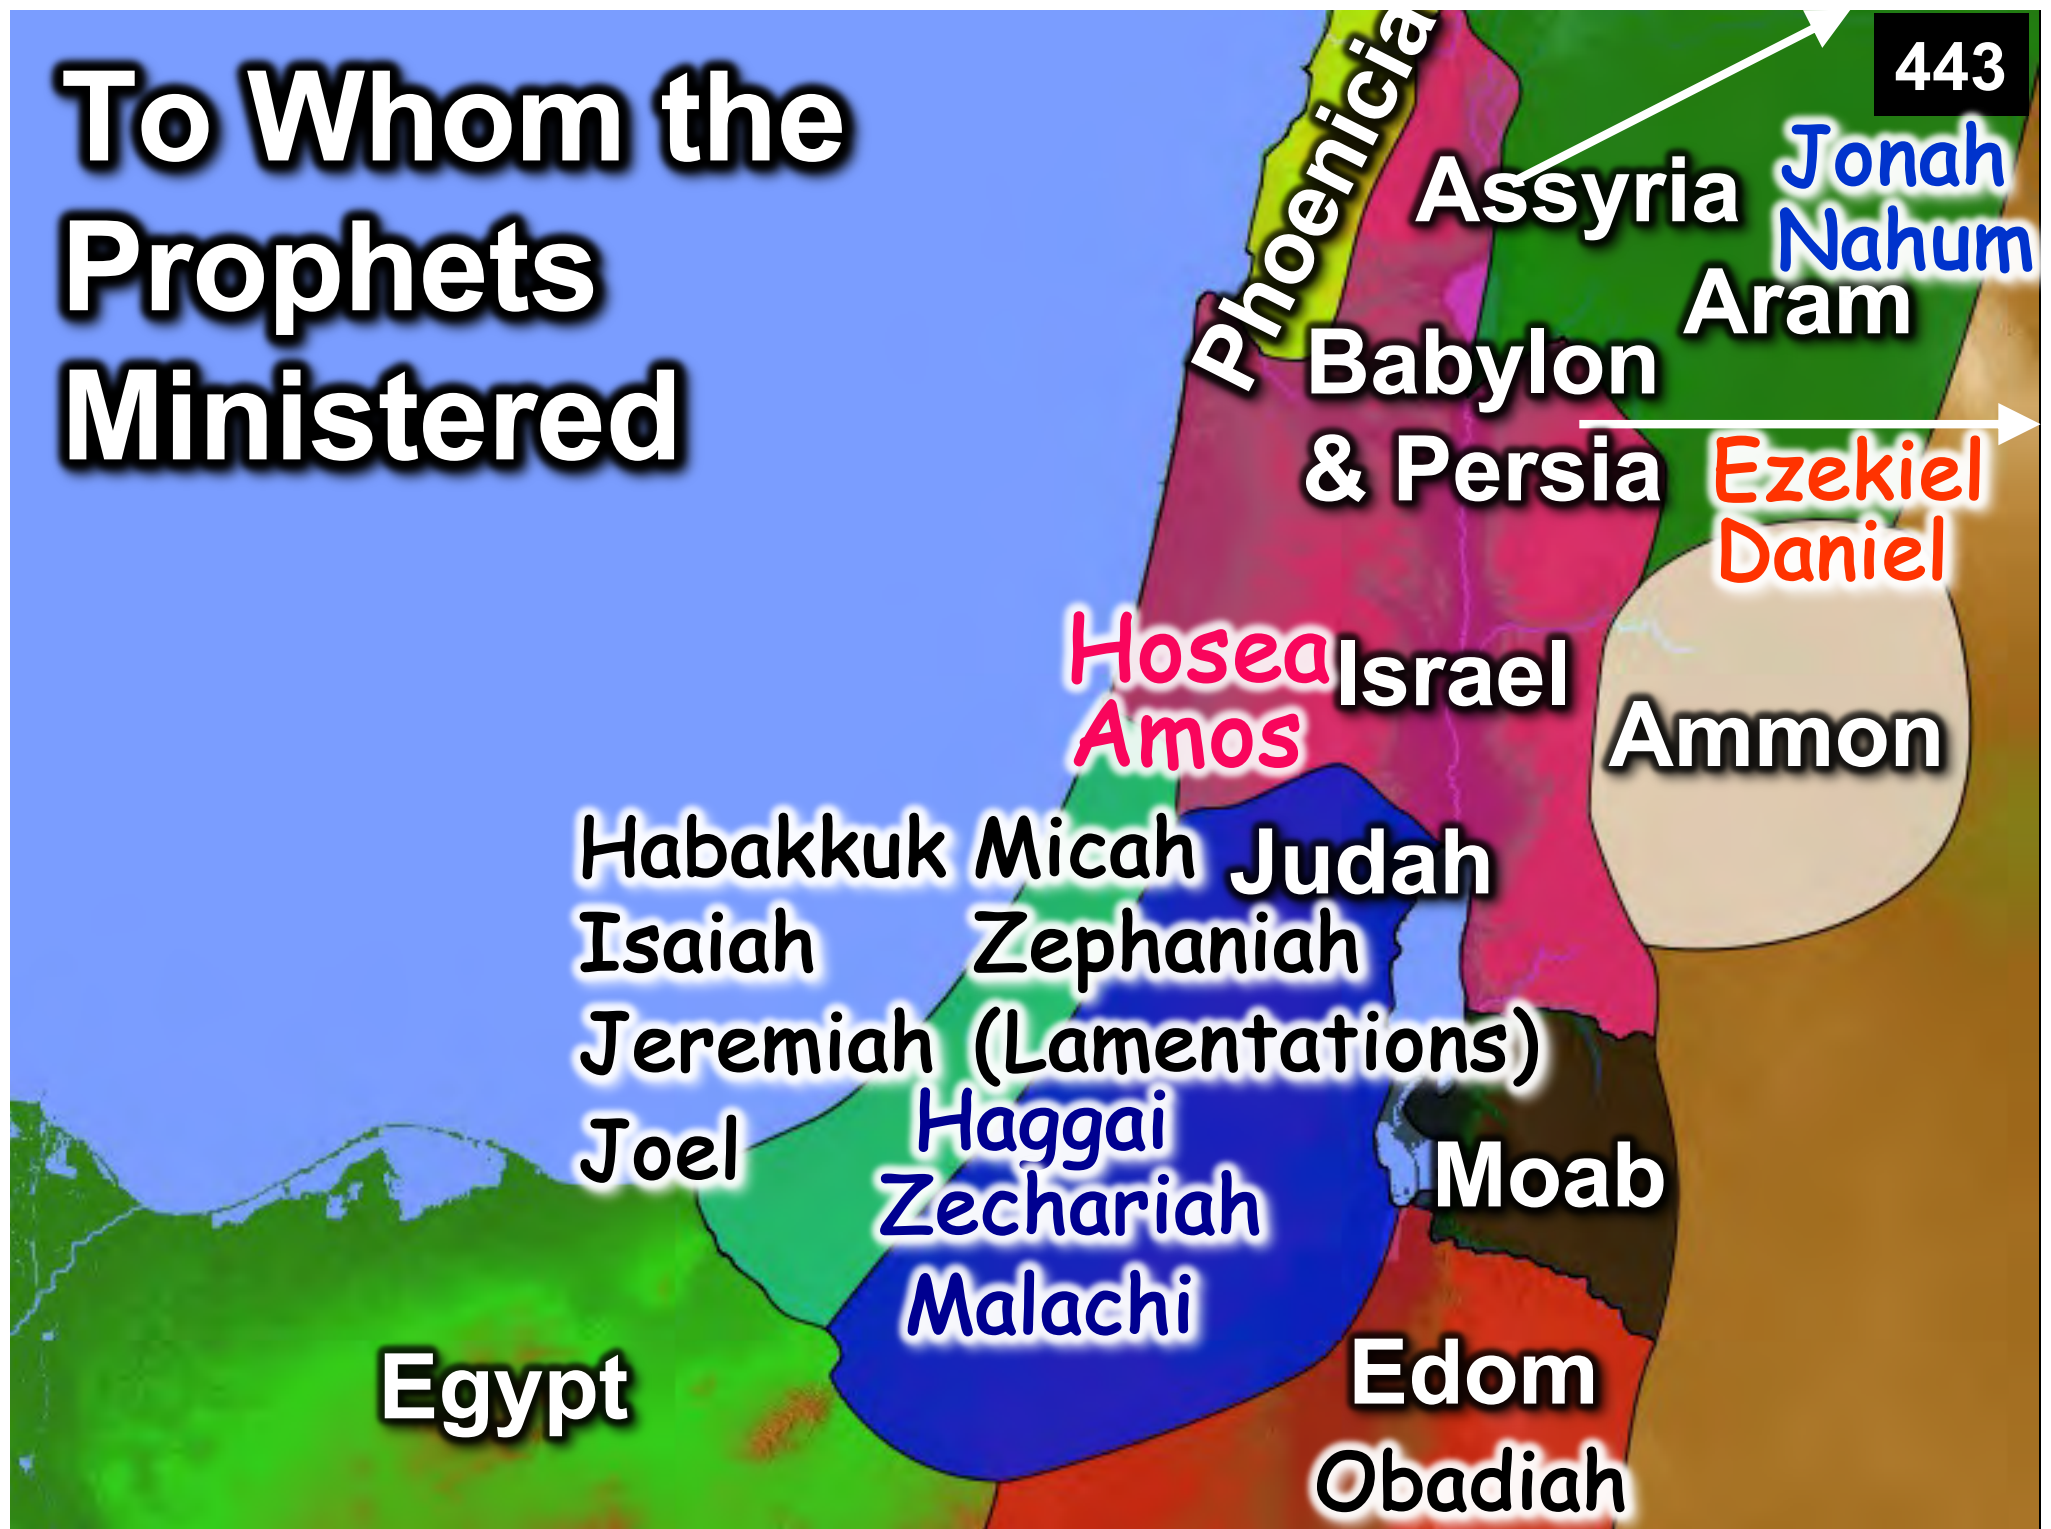 To Whom the
Prophets
Ministered
443
Phoenicia
Assyria
Jonah
Nahum
Aram
Babylon
& Persia
Ezekiel
Daniel
Hosea
Amos
Israel
Ammon
Habakkuk Micah
Judah
Isaiah Zephaniah
Jeremiah (Lamentations)
Joel
Haggai
Zechariah
Malachi
Moab
Egypt
Edom
Obadiah